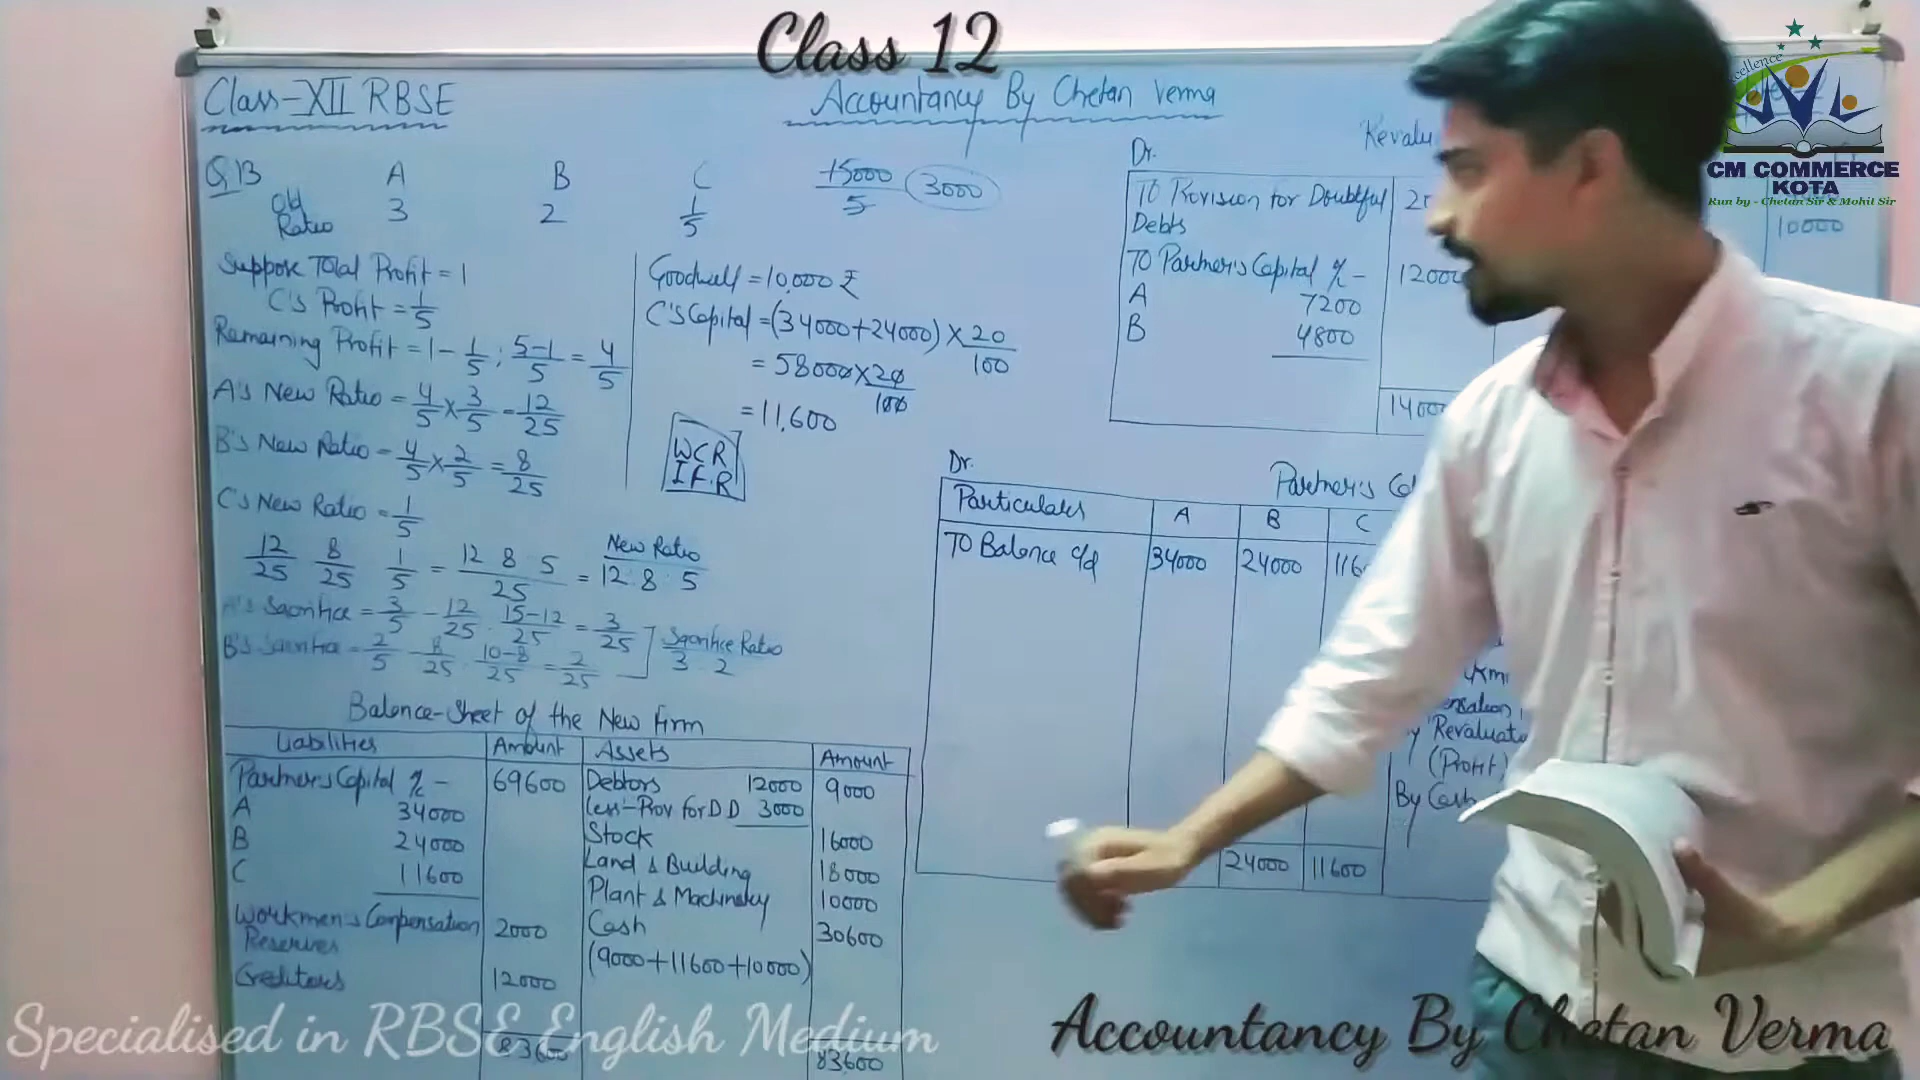 Class 12
Class-XII RBSE
Accountancy By Chetan Verma
Q.13 A B C
Old Ratio 3 2 1/5
15000/5 3000
Suppose Total Profit = 1
C's Profit = 1/5
Remaining Profit = 1 - 1/5 ; 5-1/5 = 4/5
A's New Ratio = 4/5 x 3/5 = 12/25
B's New Ratio = 4/5 x 2/5 = 8/25
C's New Ratio = 1/5
12/25 8/25 1/5 = 12 8 5/25 = New Ratio 12:8:5
A's Sacrifice = 3/5 - 12/25 . 15-12/25 = 3/25
B's Sacrifice = 2/5 - 8/25 . 10-8/25 = 2/25
Sacrifice Ratio
3 2
Goodwill = 10,000 ₹
C's Capital = (34000+24000) x 20/100
= 58000 x 20/100
= 11,600
WCR
I.F.R
Dr.
To Provision for Doubtful Debts
To Partner's Capital % - 12000
A 7200
B 4800
14000
10000
Dr.
Particulars A B C
To Balance c/d 34000 24000
24000 11600
Revaluat
(Profit)
By Cash
Balance-Sheet of the New Firm
Liabilities Amount Assets Amount
Partner's Capital % - 69600 Debtors 12000 9000
A 34000 Less:-Prov for D D 3000
B 24000 Stock 16000
C 11600 Land & Building 18000
Plant & Machinery 10000
Workmen's Compensation Reserves 2000 Cash 30600
(9000+11600+10000)
Creditors 12000
83600 83600
CM COMMERCE
KOTA
Run by - Chetan Sir & Mohit Sir
Specialised in RBSE English Medium
Accountancy By Chetan Verma